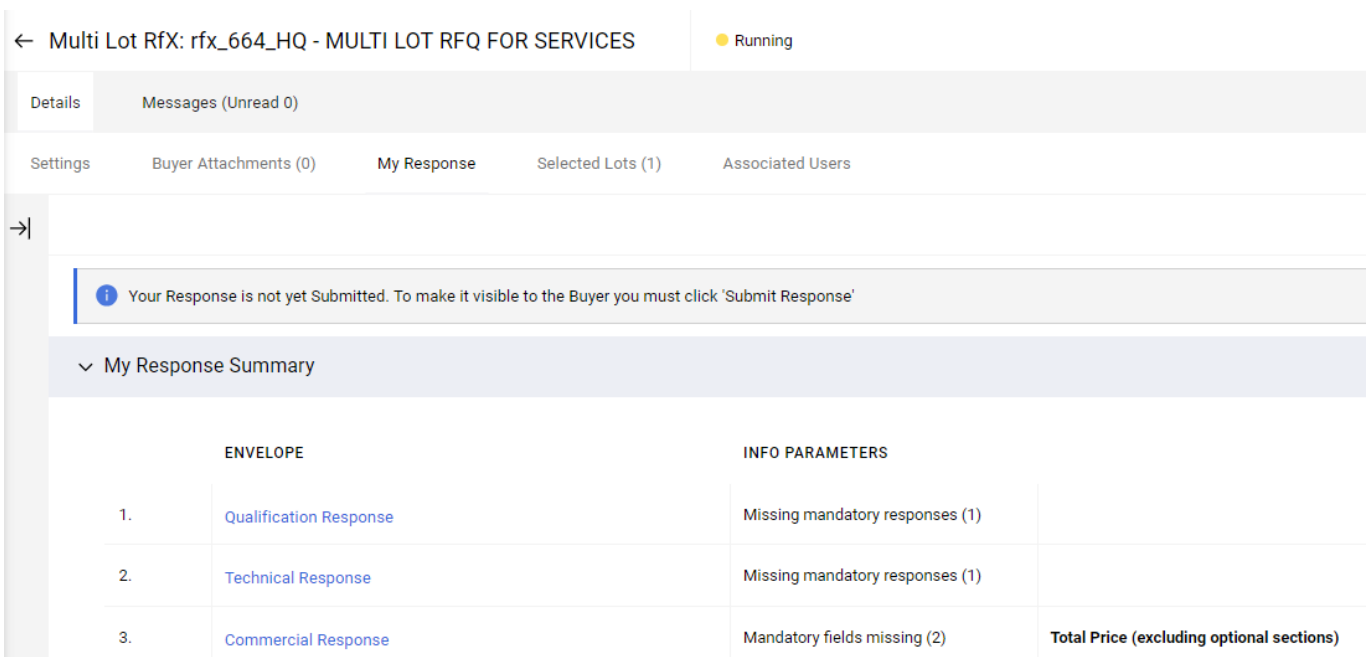 Multi Lot RfX: rfx_664_HQ - MULTI LOT RFQ FOR SERVICES Running
Details Messages (Unread 0)
Settings Buyer Attachments (0) My Response Selected Lots (1) Associated Users
Your Response is not yet Submitted. To make it visible to the Buyer you must click 'Submit Response'
My Response Summary
ENVELOPE INFO PARAMETERS
1. Qualification Response Missing mandatory responses (1)
2. Technical Response Missing mandatory responses (1)
3. Commercial Response Mandatory fields missing (2) Total Price (excluding optional sections)